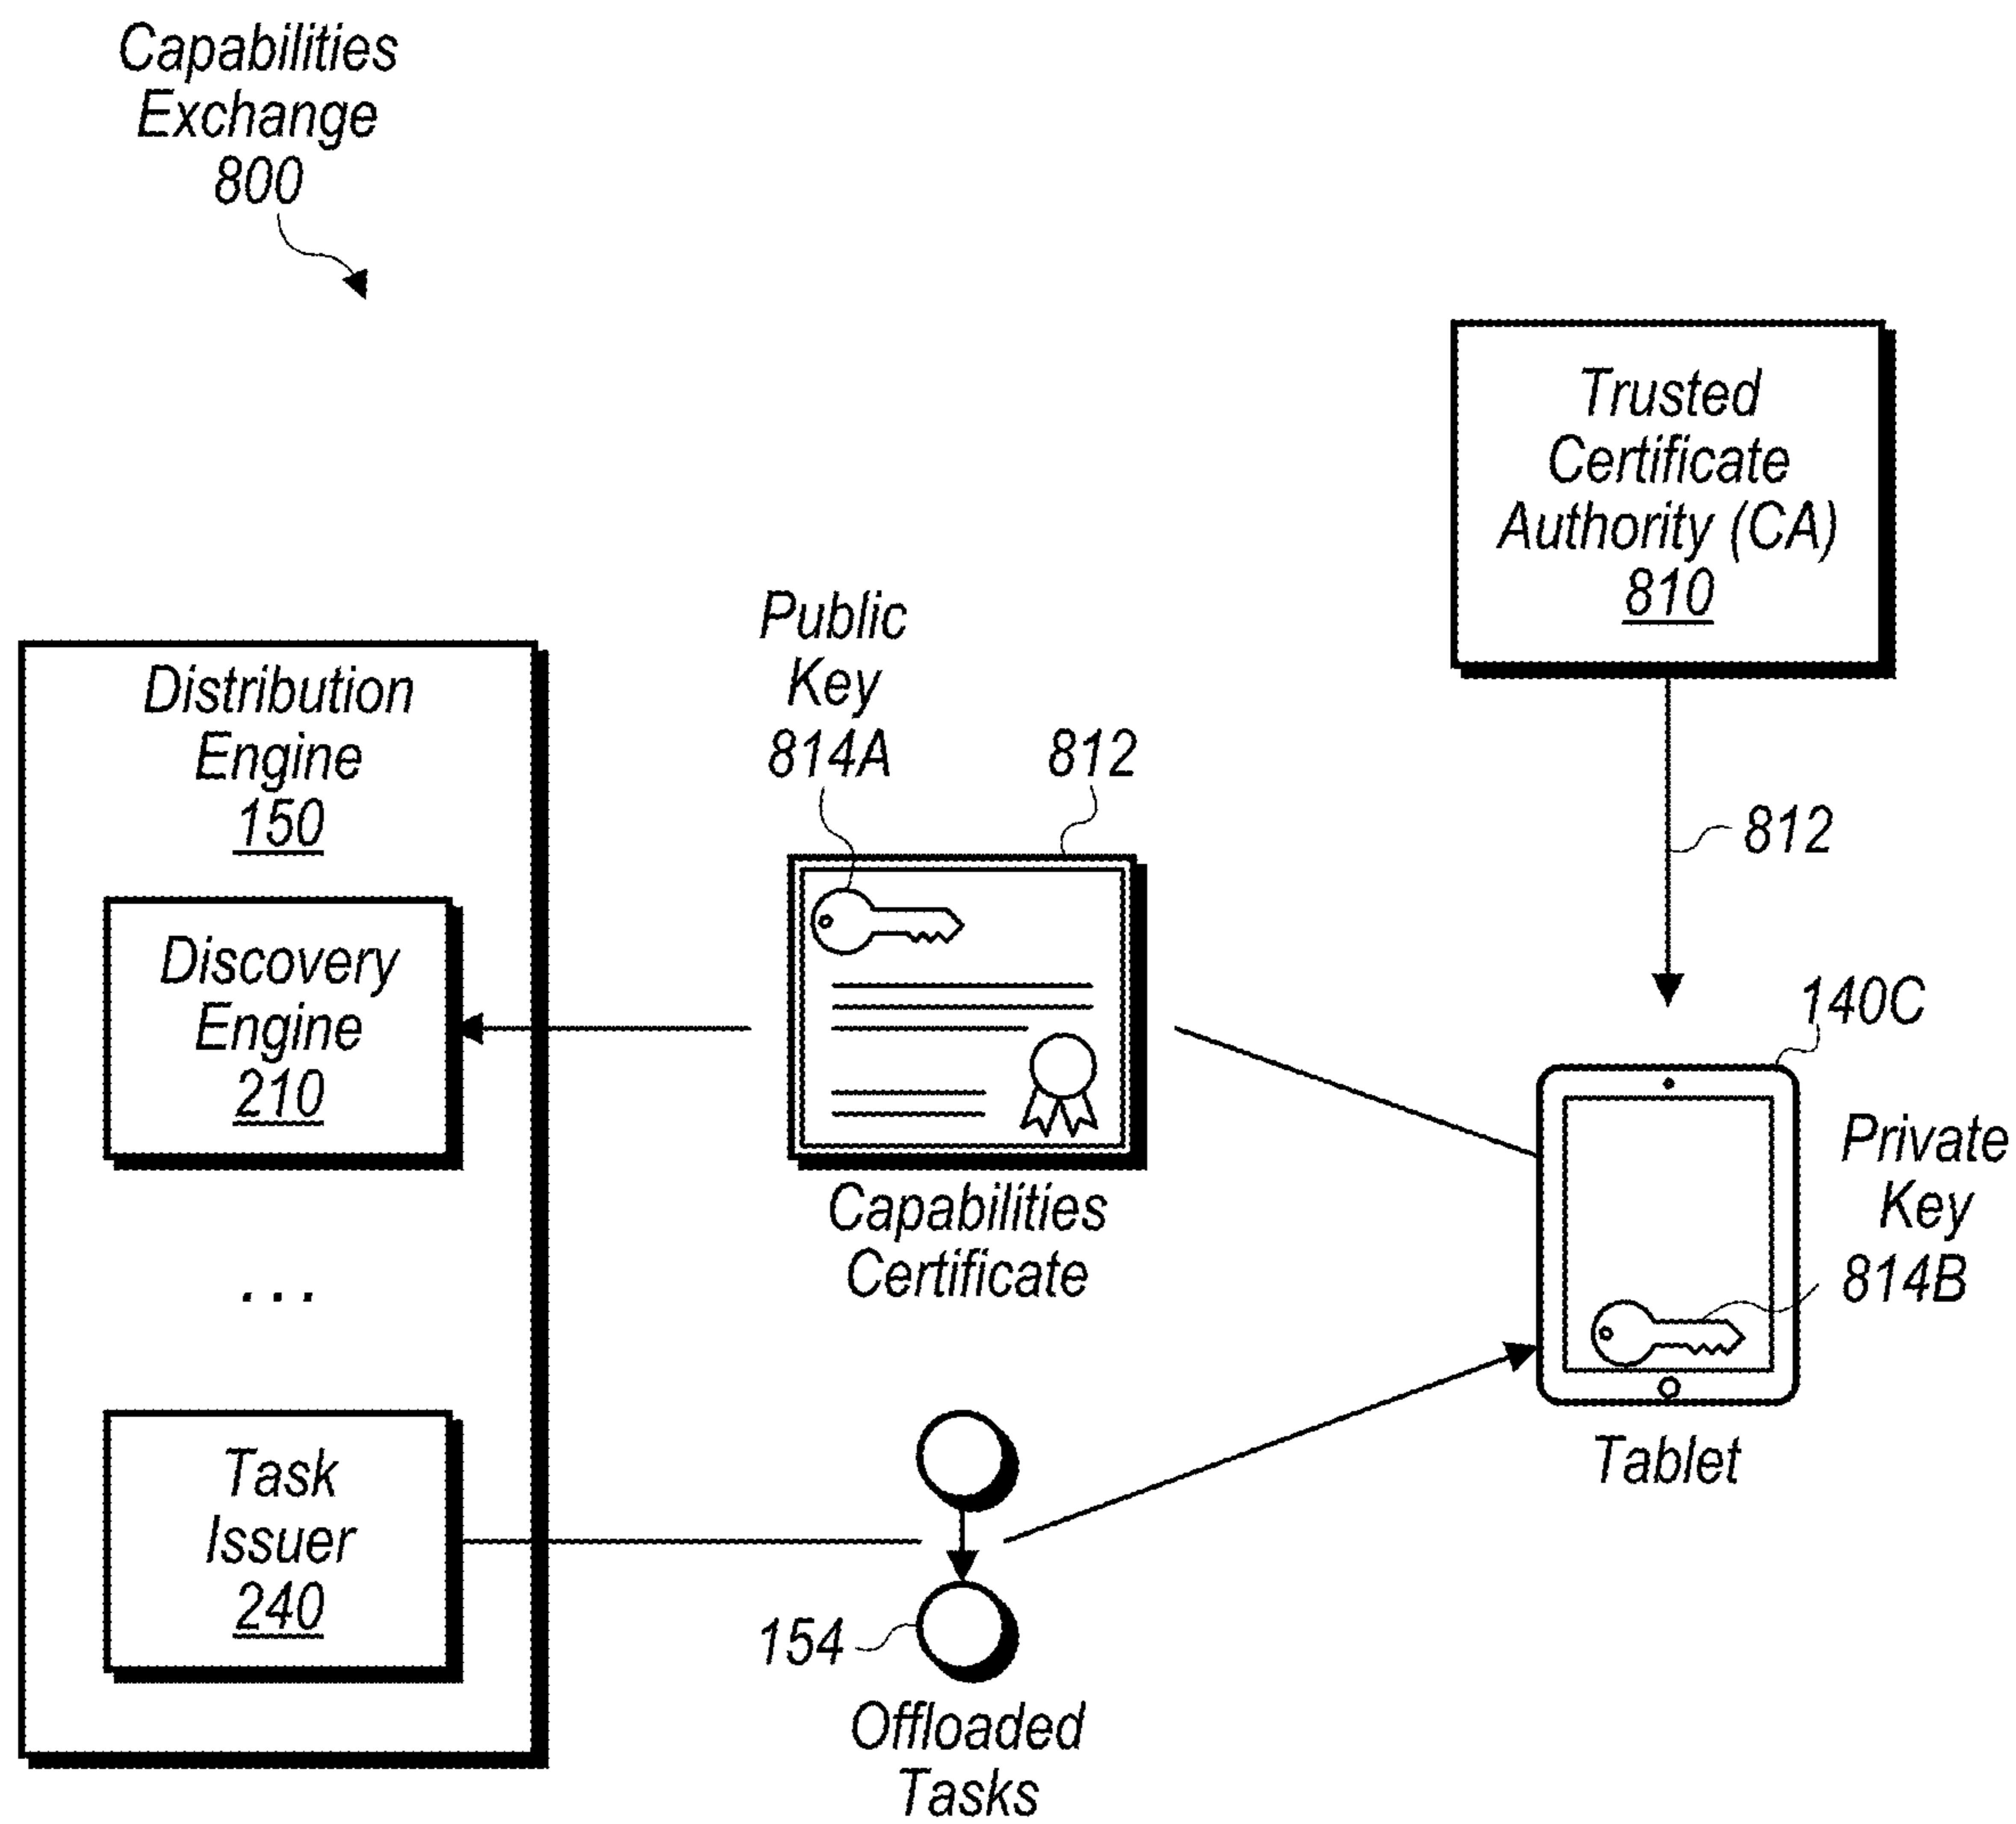 Capabilities
Exchange
800
Trusted
Certificate
Authority (CA)
810
Public
Key
814A
812
812
Distribution
Engine
150
Discovery
Engine
210
...
Task
Issuer
240
Capabilities
Certificate
140C
Private
Key
814B
Tablet
154
Offloaded
Tasks